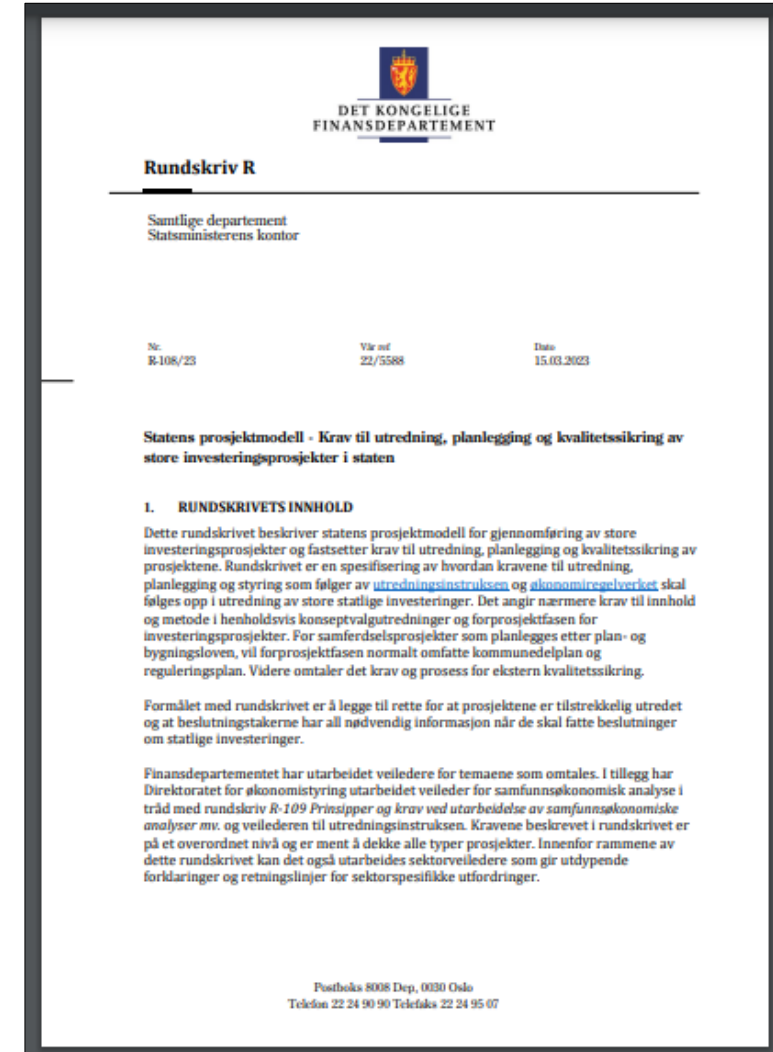 DET KONGELIGE
FINANSDEPARTEMENT
Rundskriv R
Samtlige departement
Statsministerens kontor
Nr. Vår ref Dato
R-108/23 22/5588 15.03.2023
Statens prosjektmodell - Krav til utredning, planlegging og kvalitetssikring av
store investeringsprosjekter i staten
1. RUNDSKRIVETS INNHOLD
Dette rundskrivet beskriver statens prosjektmodell for gjennomføring av store
investeringsprosjekter og fastsetter krav til utredning, planlegging og kvalitetssikring av
prosjektene. Rundskrivet er en spesifisering av hvordan kravene til utredning,
planlegging og styring som følger av utredningsinstruksen og økonomiregelverket skal
følges opp i utredning av store statlige investeringer. Det angir nærmere krav til innhold
og metode i henholdsvis konseptvalgutredninger og forprosjektfasen for
investeringsprosjekter. For samferdselsprosjekter som planlegges etter plan- og
bygningsloven, vil forprosjektfasen normalt omfatte kommunedelplan og
reguleringsplan. Videre omtaler det krav og prosess for ekstern kvalitetssikring.
Formålet med rundskrivet er å legge til rette for at prosjektene er tilstrekkelig utredet
og at beslutningstakerne har all nødvendig informasjon når de skal fatte beslutninger
om statlige investeringer.
Finansdepartementet har utarbeidet veiledere for temaene som omtales. I tillegg har
Direktoratet for økonomistyring utarbeidet veileder for samfunnsøkonomisk analyse i
tråd med rundskriv R-109 Prinsipper og krav ved utarbeidelse av samfunnsøkonomiske
analyser mv. og veilederen til utredningsinstruksen. Kravene beskrevet i rundskrivet er
på et overordnet nivå og er ment å dekke alle typer prosjekter. Innenfor rammene av
dette rundskrivet kan det også utarbeides sektorveiledere som gir utdypende
forklaringer og retningslinjer for sektorspesifikke utfordringer.
Postboks 8008 Dep, 0030 Oslo
Telefon 22 24 90 90 Telefaks 22 24 95 07